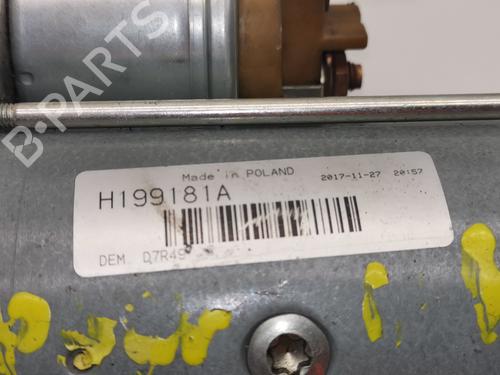 B-PARTS
Made in POLAND 2017-11-27 20:57
H199181A
DEM D7R49